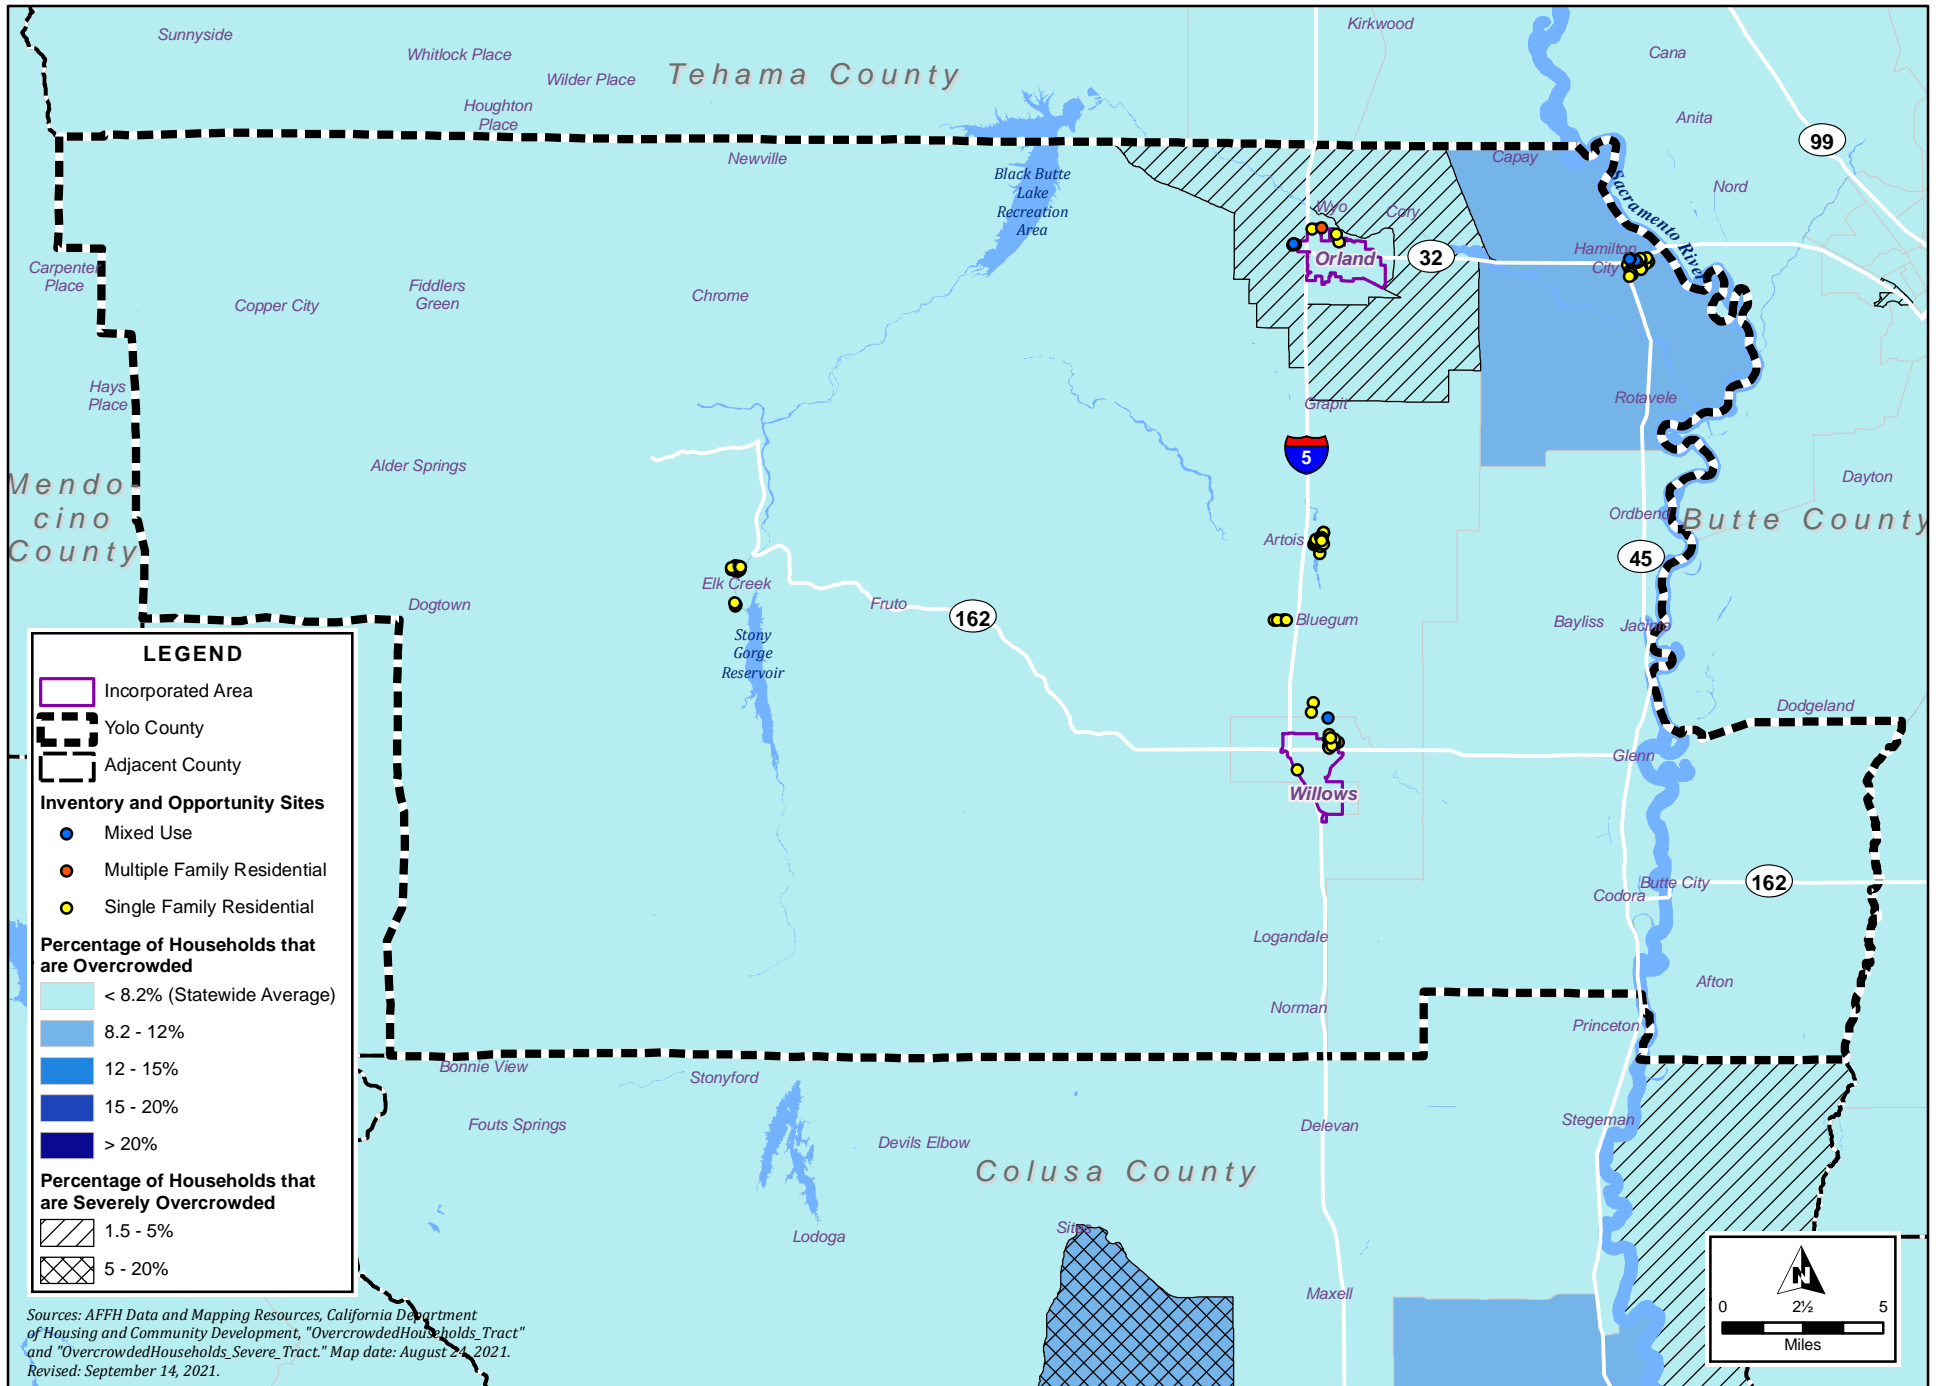 Sunnyside
Whitlock Place
Wilder Place
Houghton
Place
Tehama County
Kirkwood
Cana
Anita
99
Nord
Newville
Capay
Black Butte
Lake
Recreation
Area
Wyo
Cory
Sacramento River
Orland
32
Hamilton
City
Carpenter
Place
Copper City
Fiddlers
Green
Chrome
Hays
Place
Grapit
Rotavele
5
Alder Springs
Dayton
Mendo-
cino
County
Ordbend
Butte County
Artois
45
Elk Creek
Dogtown
Fruto
162
Bluegum
Bayliss
Jacinto
Stony
Gorge
Reservoir
Dodgeland
Glenn
Willows
Butte City
162
Codora
Logandale
Afton
Norman
Princeton
Bonnie View
Stonyford
Fouts Springs
Devils Elbow
Delevan
Stegeman
Colusa County
Sites
Lodoga
Maxell
LEGEND
Incorporated Area
Yolo County
Adjacent County
Inventory and Opportunity Sites
Mixed Use
Multiple Family Residential
Single Family Residential
Percentage of Households that
are Overcrowded
< 8.2% (Statewide Average)
8.2 - 12%
12 - 15%
15 - 20%
> 20%
Percentage of Households that
are Severely Overcrowded
1.5 - 5%
5 - 20%
Sources: AFFH Data and Mapping Resources, California Department
of Housing and Community Development, "OvercrowdedHouseholds_Tract"
and "OvercrowdedHouseholds_Severe_Tract." Map date: August 24, 2021.
Revised: September 14, 2021.
N
0 2½ 5
Miles